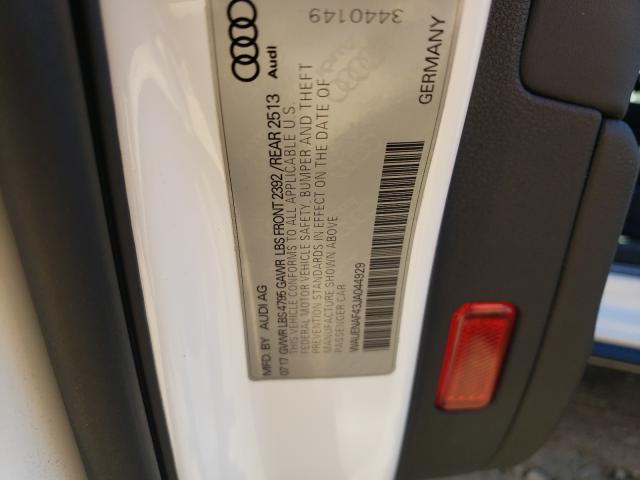 Audi
3440149
MFD. BY AUDI AG
GERMANY
07 17 GVWR LBS 4795 GAWR LBS FRONT 2392 / REAR 2513
THIS VEHICLE CONFORMS TO ALL APPLICABLE U.S.
FEDERAL MOTOR VEHICLE SAFETY, BUMPER AND THEFT
PREVENTION STANDARDS IN EFFECT ON THE DATE OF
MANUFACTURE SHOWN ABOVE
PASSENGER CAR
WAUENAF43JA044929